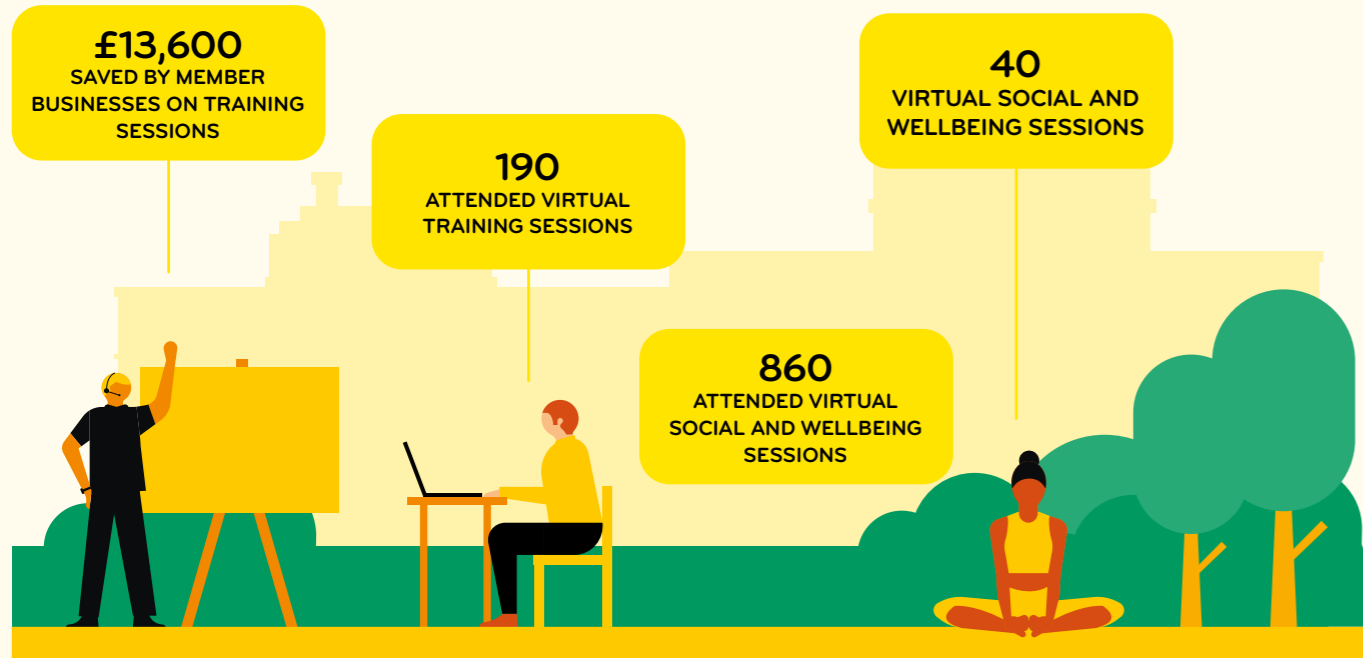 £13,600
SAVED BY MEMBER
BUSINESSES ON TRAINING
SESSIONS
190
ATTENDED VIRTUAL
TRAINING SESSIONS
40
VIRTUAL SOCIAL AND
WELLBEING SESSIONS
860
ATTENDED VIRTUAL
SOCIAL AND WELLBEING
SESSIONS